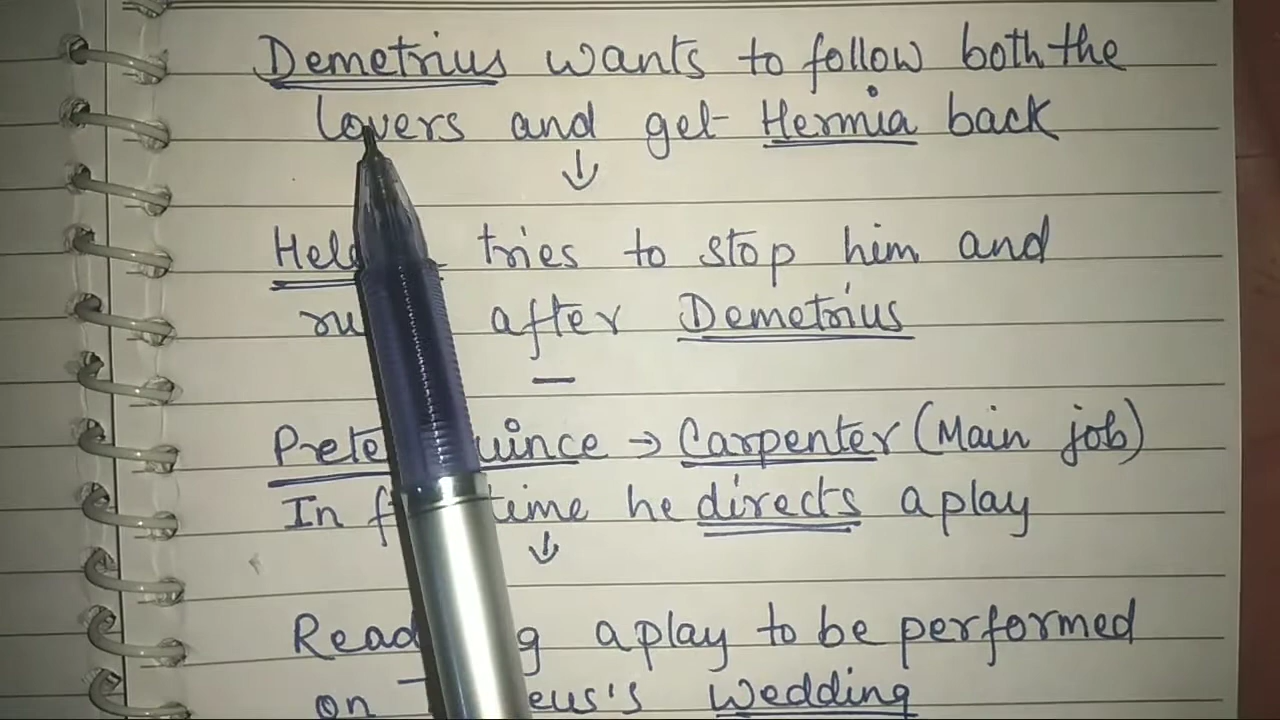 Demetrius wants to follow both the
lovers and get Hermia back
↓
tries to stop him and
after Demetrius
—
→ Carpenter (Main job)
In time he directs a play
↓
a play to be performed
on Wedding